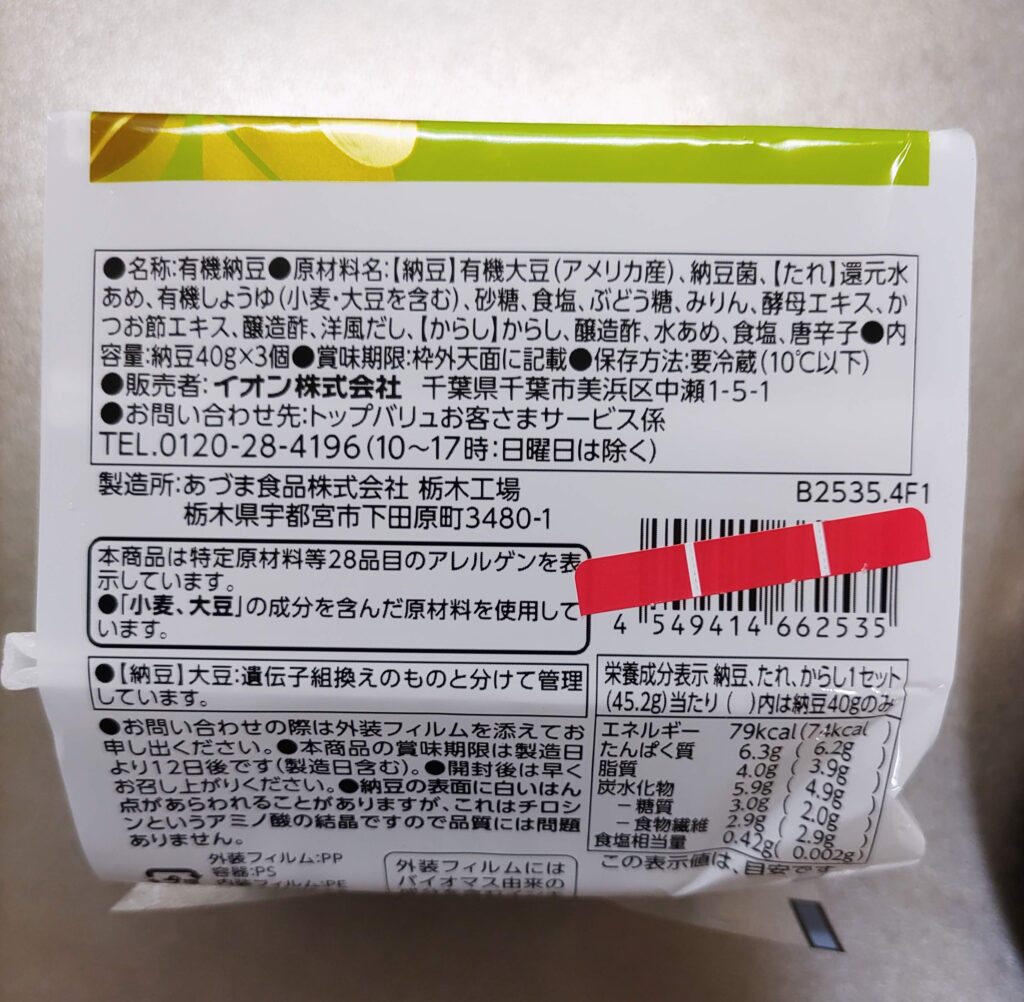 ●名称:有機納豆●原材料名:【納豆】有機大豆(アメリカ産)、納豆菌、【たれ】還元水
あめ、有機しょうゆ(小麦・大豆を含む)、砂糖、食塩、ぶどう糖、みりん、酵母エキス、か
つお節エキス、醸造酢、洋風だし、【からし】からし、醸造酢、水あめ、食塩、唐辛子●内
容量:納豆40g×3個●賞味期限:枠外天面に記載●保存方法:要冷蔵(10℃以下)
●販売者:イオン株式会社 千葉県千葉市美浜区中瀬1-5-1
●お問い合わせ先:トップバリュお客さまサービス係
TEL.0120-28-4196(10〜17時:日曜日は除く)
製造所:あづま食品株式会社 栃木工場
栃木県宇都宮市下田原町3480-1
B2535.4F1
本商品は特定原材料等28品目のアレルゲンを表
示しています。
●「小麦、大豆」の成分を含んだ原材料を使用して
います。
4 549414 662535
●【納豆】大豆:遺伝子組換えのものと分けて管理
しています。
●お問い合わせの際は外装フィルムを添えてお
申し出ください。●本商品の賞味期限は製造日
より12日後です(製造日含む)。●開封後は早く
お召し上がりください。●納豆の表面に白いはん
点があらわれることがありますが、これはチロシ
ンというアミノ酸の結晶ですので品質には問題
ありません。
栄養成分表示 納豆、たれ、からし1セット
(45.2g)当たり ( )内は納豆40gのみ
エネルギー 79kcal(74kcal)
たんぱく質 6.3g(6.2g)
脂質 4.0g(3.9g)
炭水化物 5.9g(4.9g)
－糖質 3.0g(2.0g)
－食物繊維 2.9g(2.9g)
食塩相当量 0.42g(0.002g)
この表示値は、目安です
外装フィルム:PP
容器:PS
内装フィルム:PE
外装フィルムには
バイオマス由来の